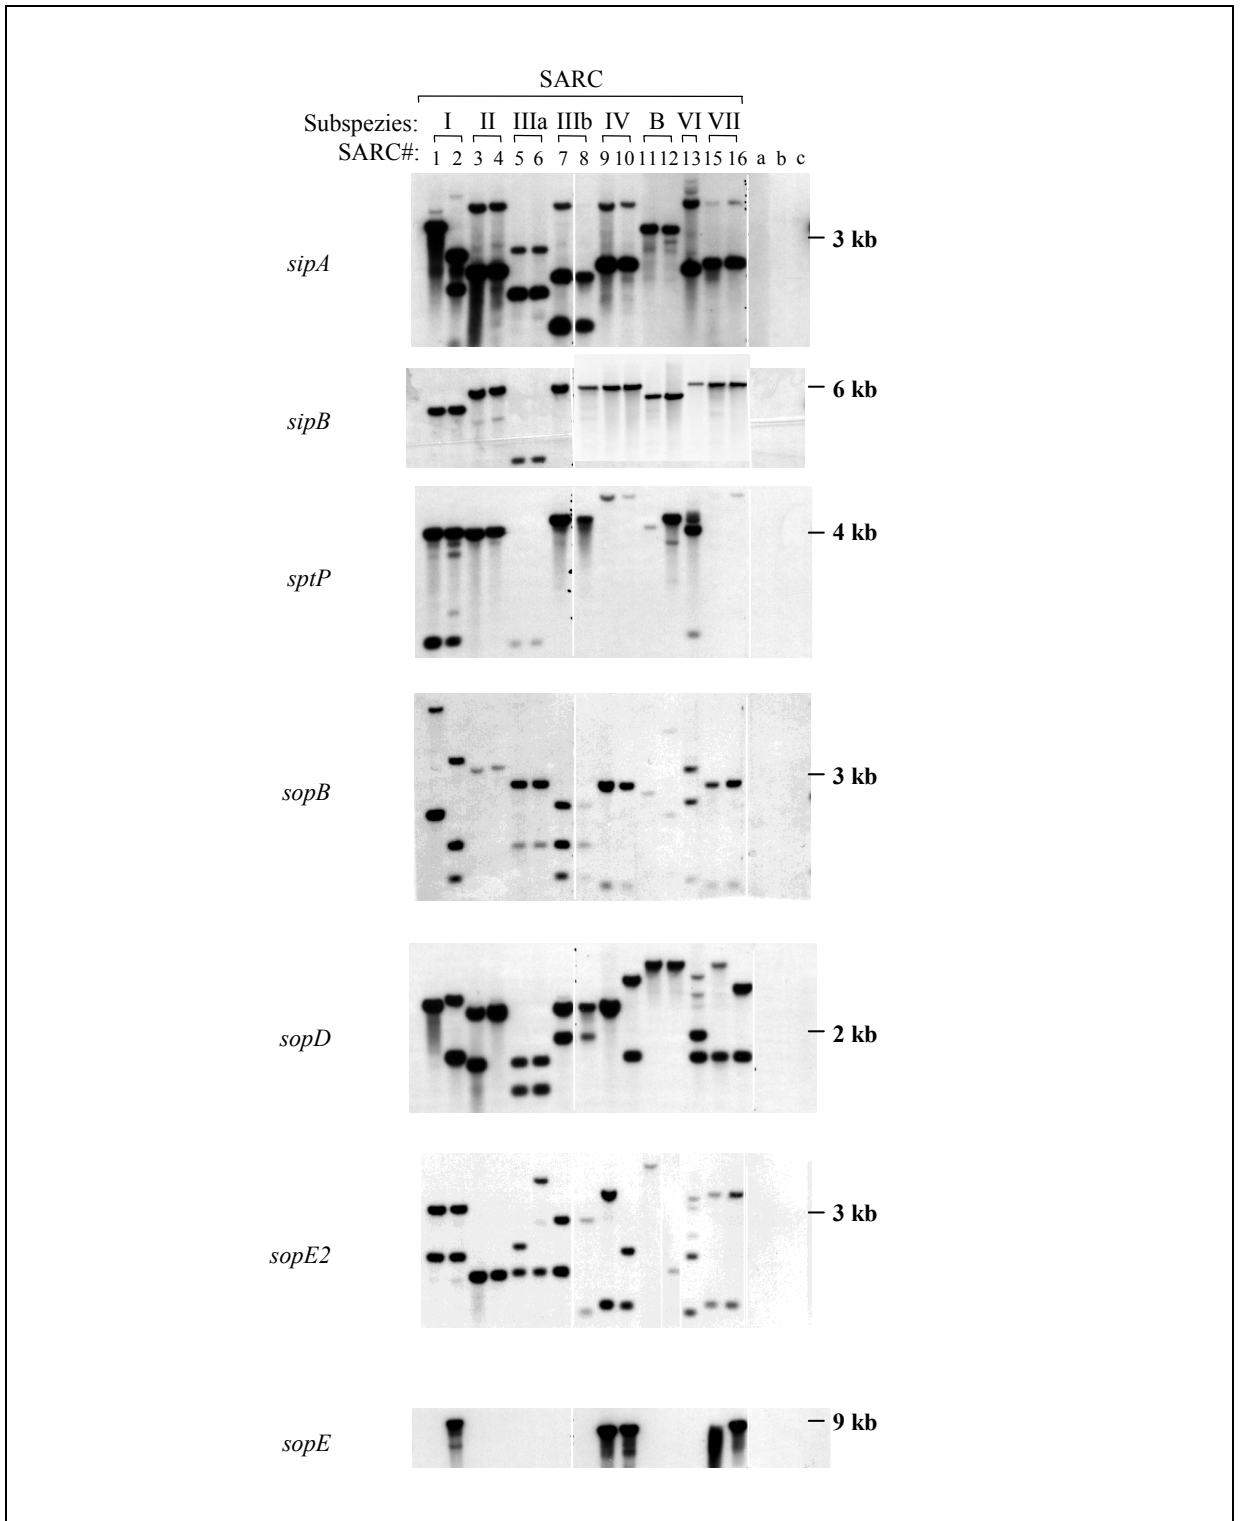 SARC
Subspezies: I II IIIa IIIb IV B VI VII
SARC#: 1 2 3 4 5 6 7 8 9 10 11 12 13 15 16 a b c
sipA
3 kb
sipB
6 kb
sptP
4 kb
sopB
3 kb
sopD
2 kb
sopE2
3 kb
sopE
9 kb